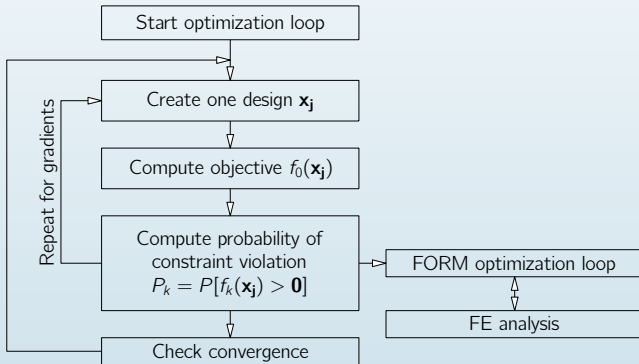 Start optimization loop
Create one design x_j
Compute objective f_0(x_j)
Repeat for gradients
Compute probability of
constraint violation
P_k = P[f_k(x_j) > 0]
FORM optimization loop
FE analysis
Check convergence